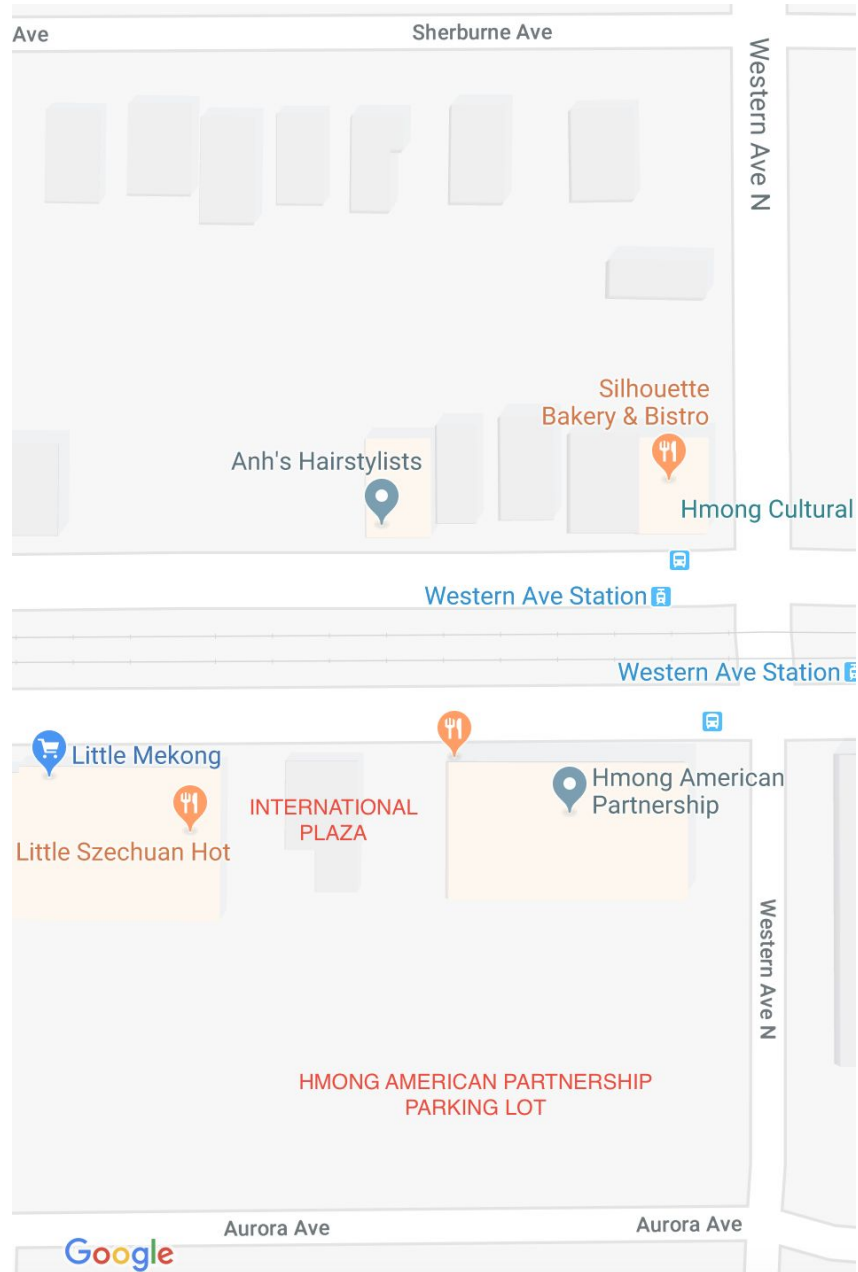 Ave
Sherburne Ave
Western Ave N
Silhouette
Bakery & Bistro
Anh's Hairstylists
Hmong Cultural
Western Ave Station
Western Ave Station
Little Mekong
Hmong American
Partnership
INTERNATIONAL
PLAZA
Little Szechuan Hot
Western Ave N
HMONG AMERICAN PARTNERSHIP
PARKING LOT
Aurora Ave
Aurora Ave
Google